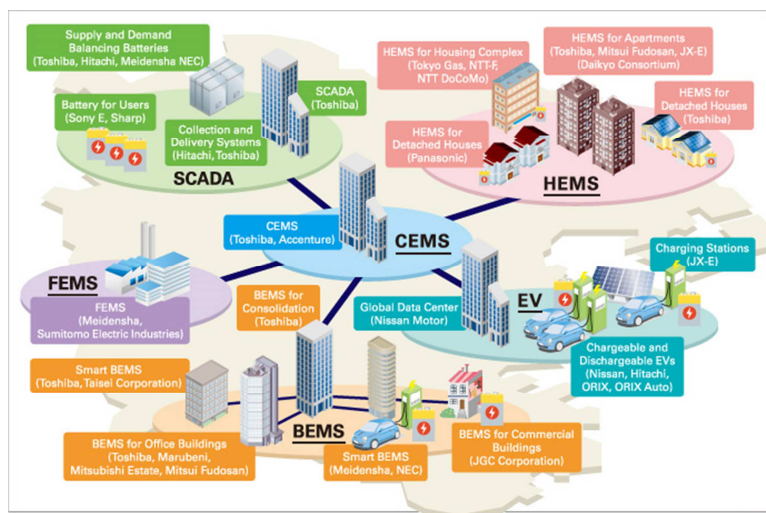 Supply and Demand
Balancing Batteries
(Toshiba, Hitachi, Meidensha NEC)
SCADA
(Toshiba)
Battery for Users
(Sony E, Sharp)
Collection and
Delivery Systems
(Hitachi, Toshiba)
SCADA
HEMS for Housing Complex
(Tokyo Gas, NTT-F,
NTT DoCoMo)
HEMS for Apartments
(Toshiba, Mitsui Fudosan, JX-E)
(Daikyo Consortium)
HEMS for
Detached Houses
(Toshiba)
HEMS for
Detached Houses
(Panasonic)
HEMS
CEMS
(Toshiba, Accenture)
CEMS
FEMS
FEMS
(Meidensha,
Sumitomo Electric Industries)
Charging Stations
(JX-E)
EV
Global Data Center
(Nissan Motor)
Chargeable and
Dischargeable EVs
(Nissan, Hitachi,
ORIX, ORIX Auto)
BEMS for
Consolidation
(Toshiba)
Smart BEMS
(Toshiba, Taisei Corporation)
BEMS
BEMS for Office Buildings
(Toshiba, Marubeni,
Mitsubishi Estate, Mitsui Fudosan)
Smart BEMS
(Meidensha, NEC)
BEMS for Commercial
Buildings
(JGC Corporation)